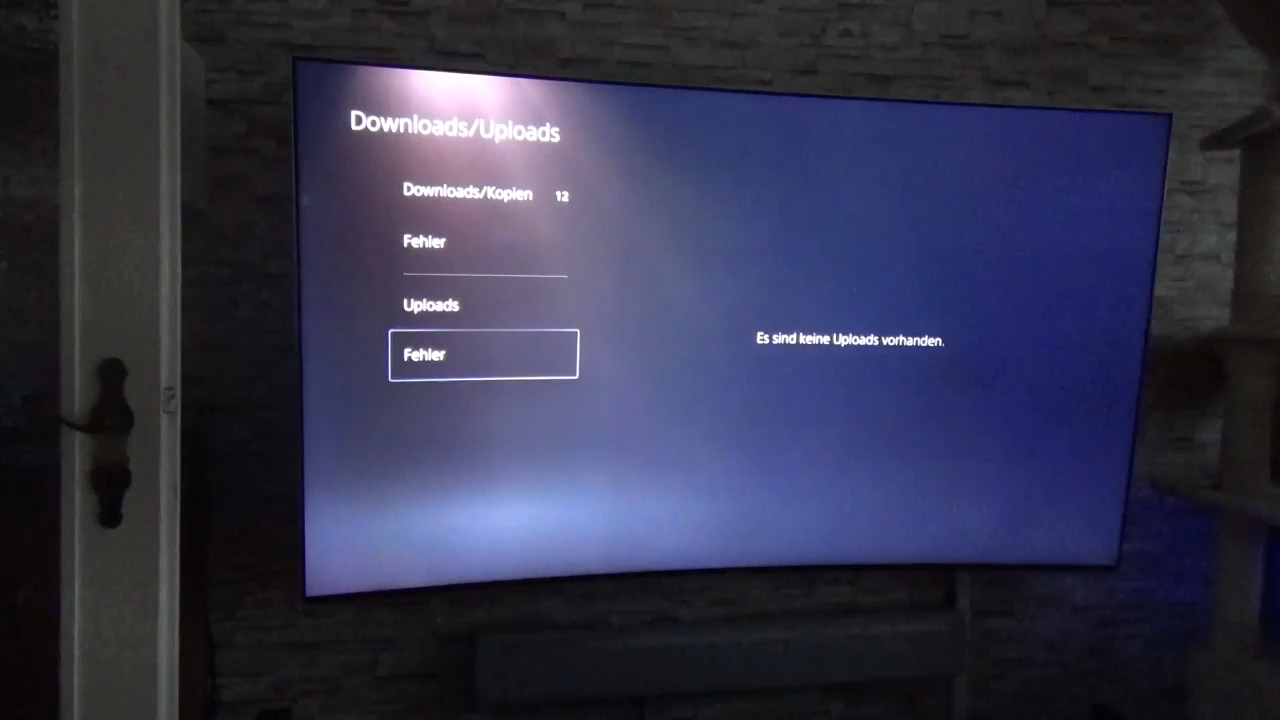 Downloads/Uploads
Downloads/Kopien 12
Fehler
Uploads
Fehler
Es sind keine Uploads vorhanden.